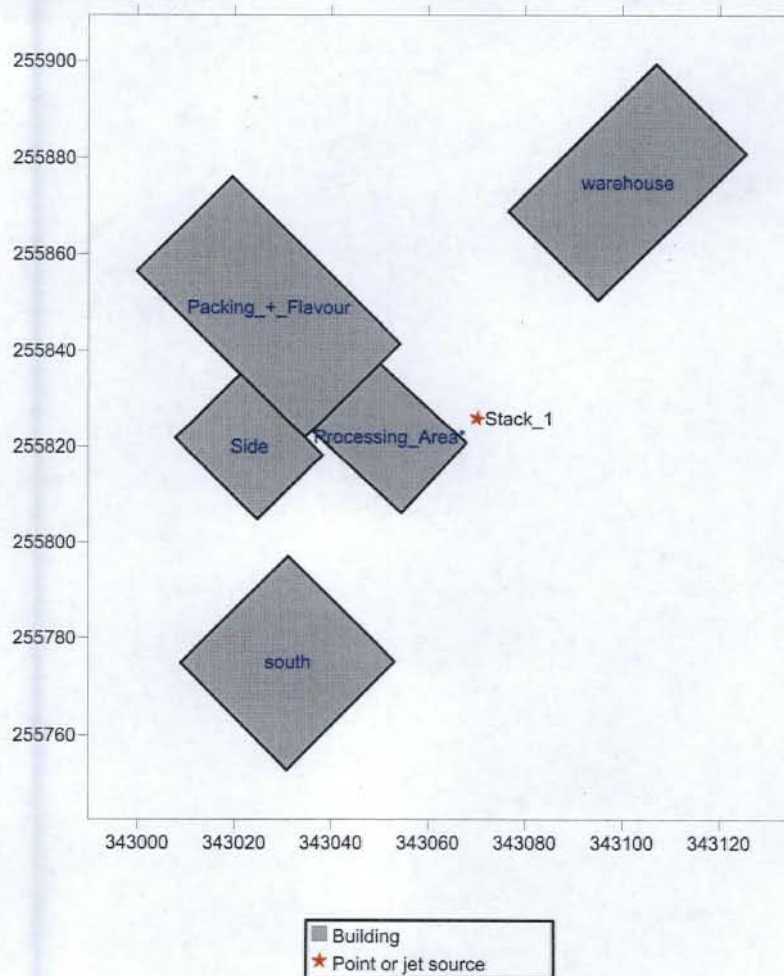 255900
255880
warehouse
255860
Packing_+_Flavour
255840
Stack_1
Processing_Area*
255820
Side
255800
255780
south
255760
343000 343020 343040 343060 343080 343100 343120
Building
Point or jet source